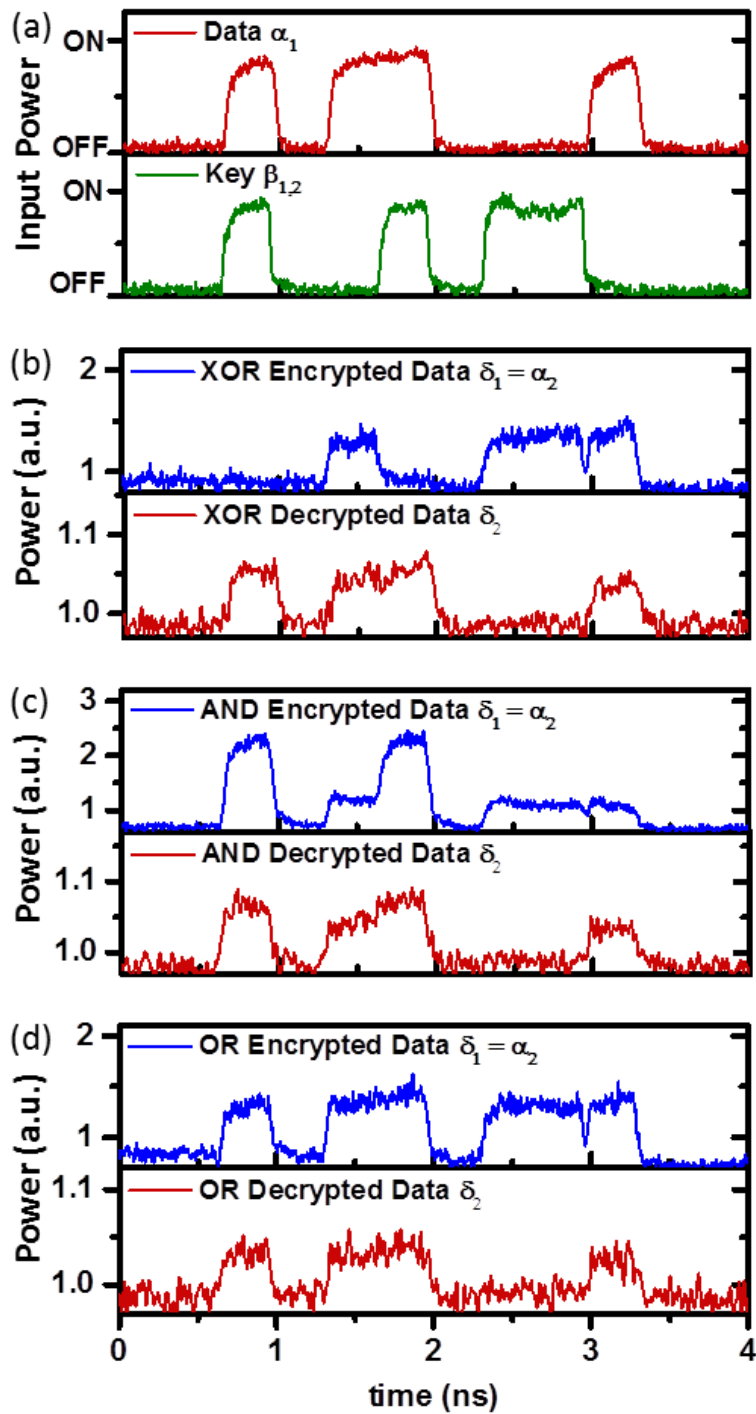 (a)
ON
Data α₁
OFF
ON
Key β₁,₂
OFF
Input Power
(b)
2
XOR Encrypted Data δ₁ = α₂
1
1.1
XOR Decrypted Data δ₂
1.0
Power (a.u.)
(c)
3
AND Encrypted Data δ₁ = α₂
2
1
1.1
AND Decrypted Data δ₂
1.0
Power (a.u.)
(d)
2
OR Encrypted Data δ₁ = α₂
1
1.1
OR Decrypted Data δ₂
1.0
Power (a.u.)
0 1 2 3 4
time (ns)